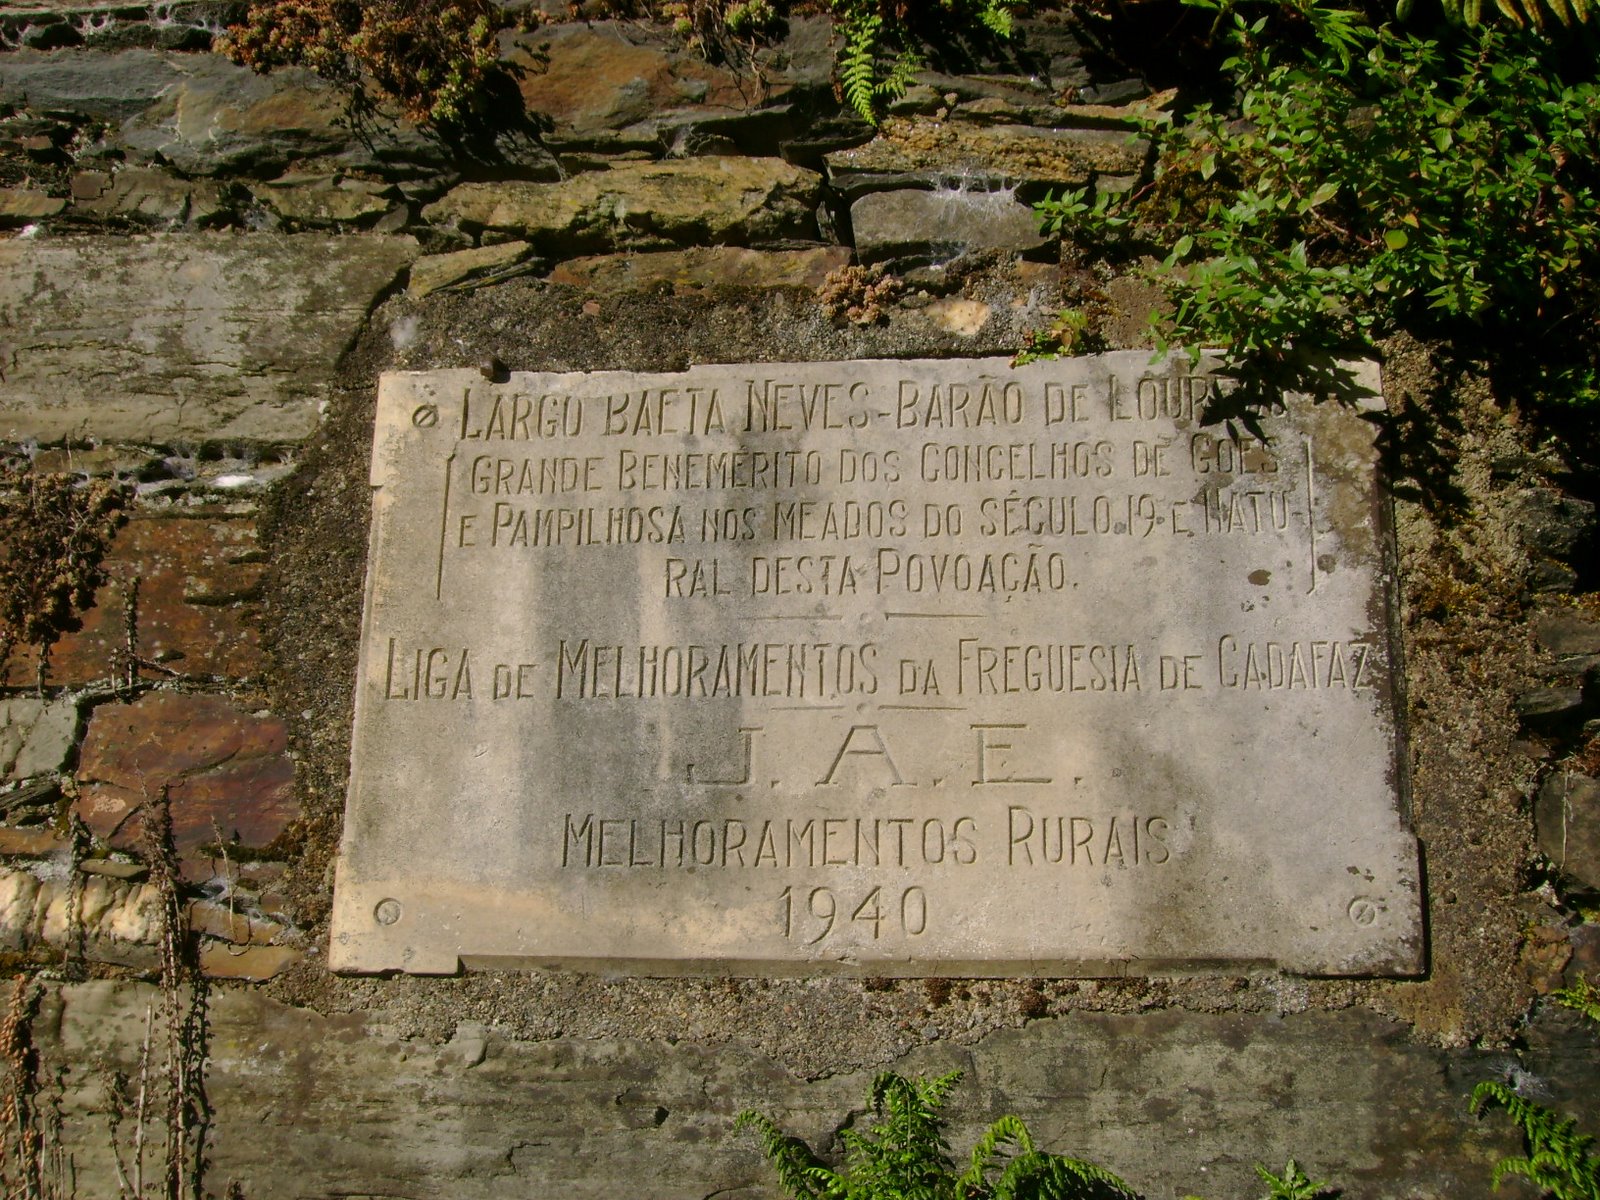 LARGO BAETA NEVES-BARÃO DE
GRANDE BENEMÉRITO DOS CONCELHOS DE GOES
E PAMPILHOSA NOS MEADOS DO SÉCULO.19.E NATU-
RAL DESTA POVOAÇÃO.
LIGA DE MELHORAMENTOS DA FREGUESIA DE CADAFAZ
J.A.E.
MELHORAMENTOS RURAIS
1940